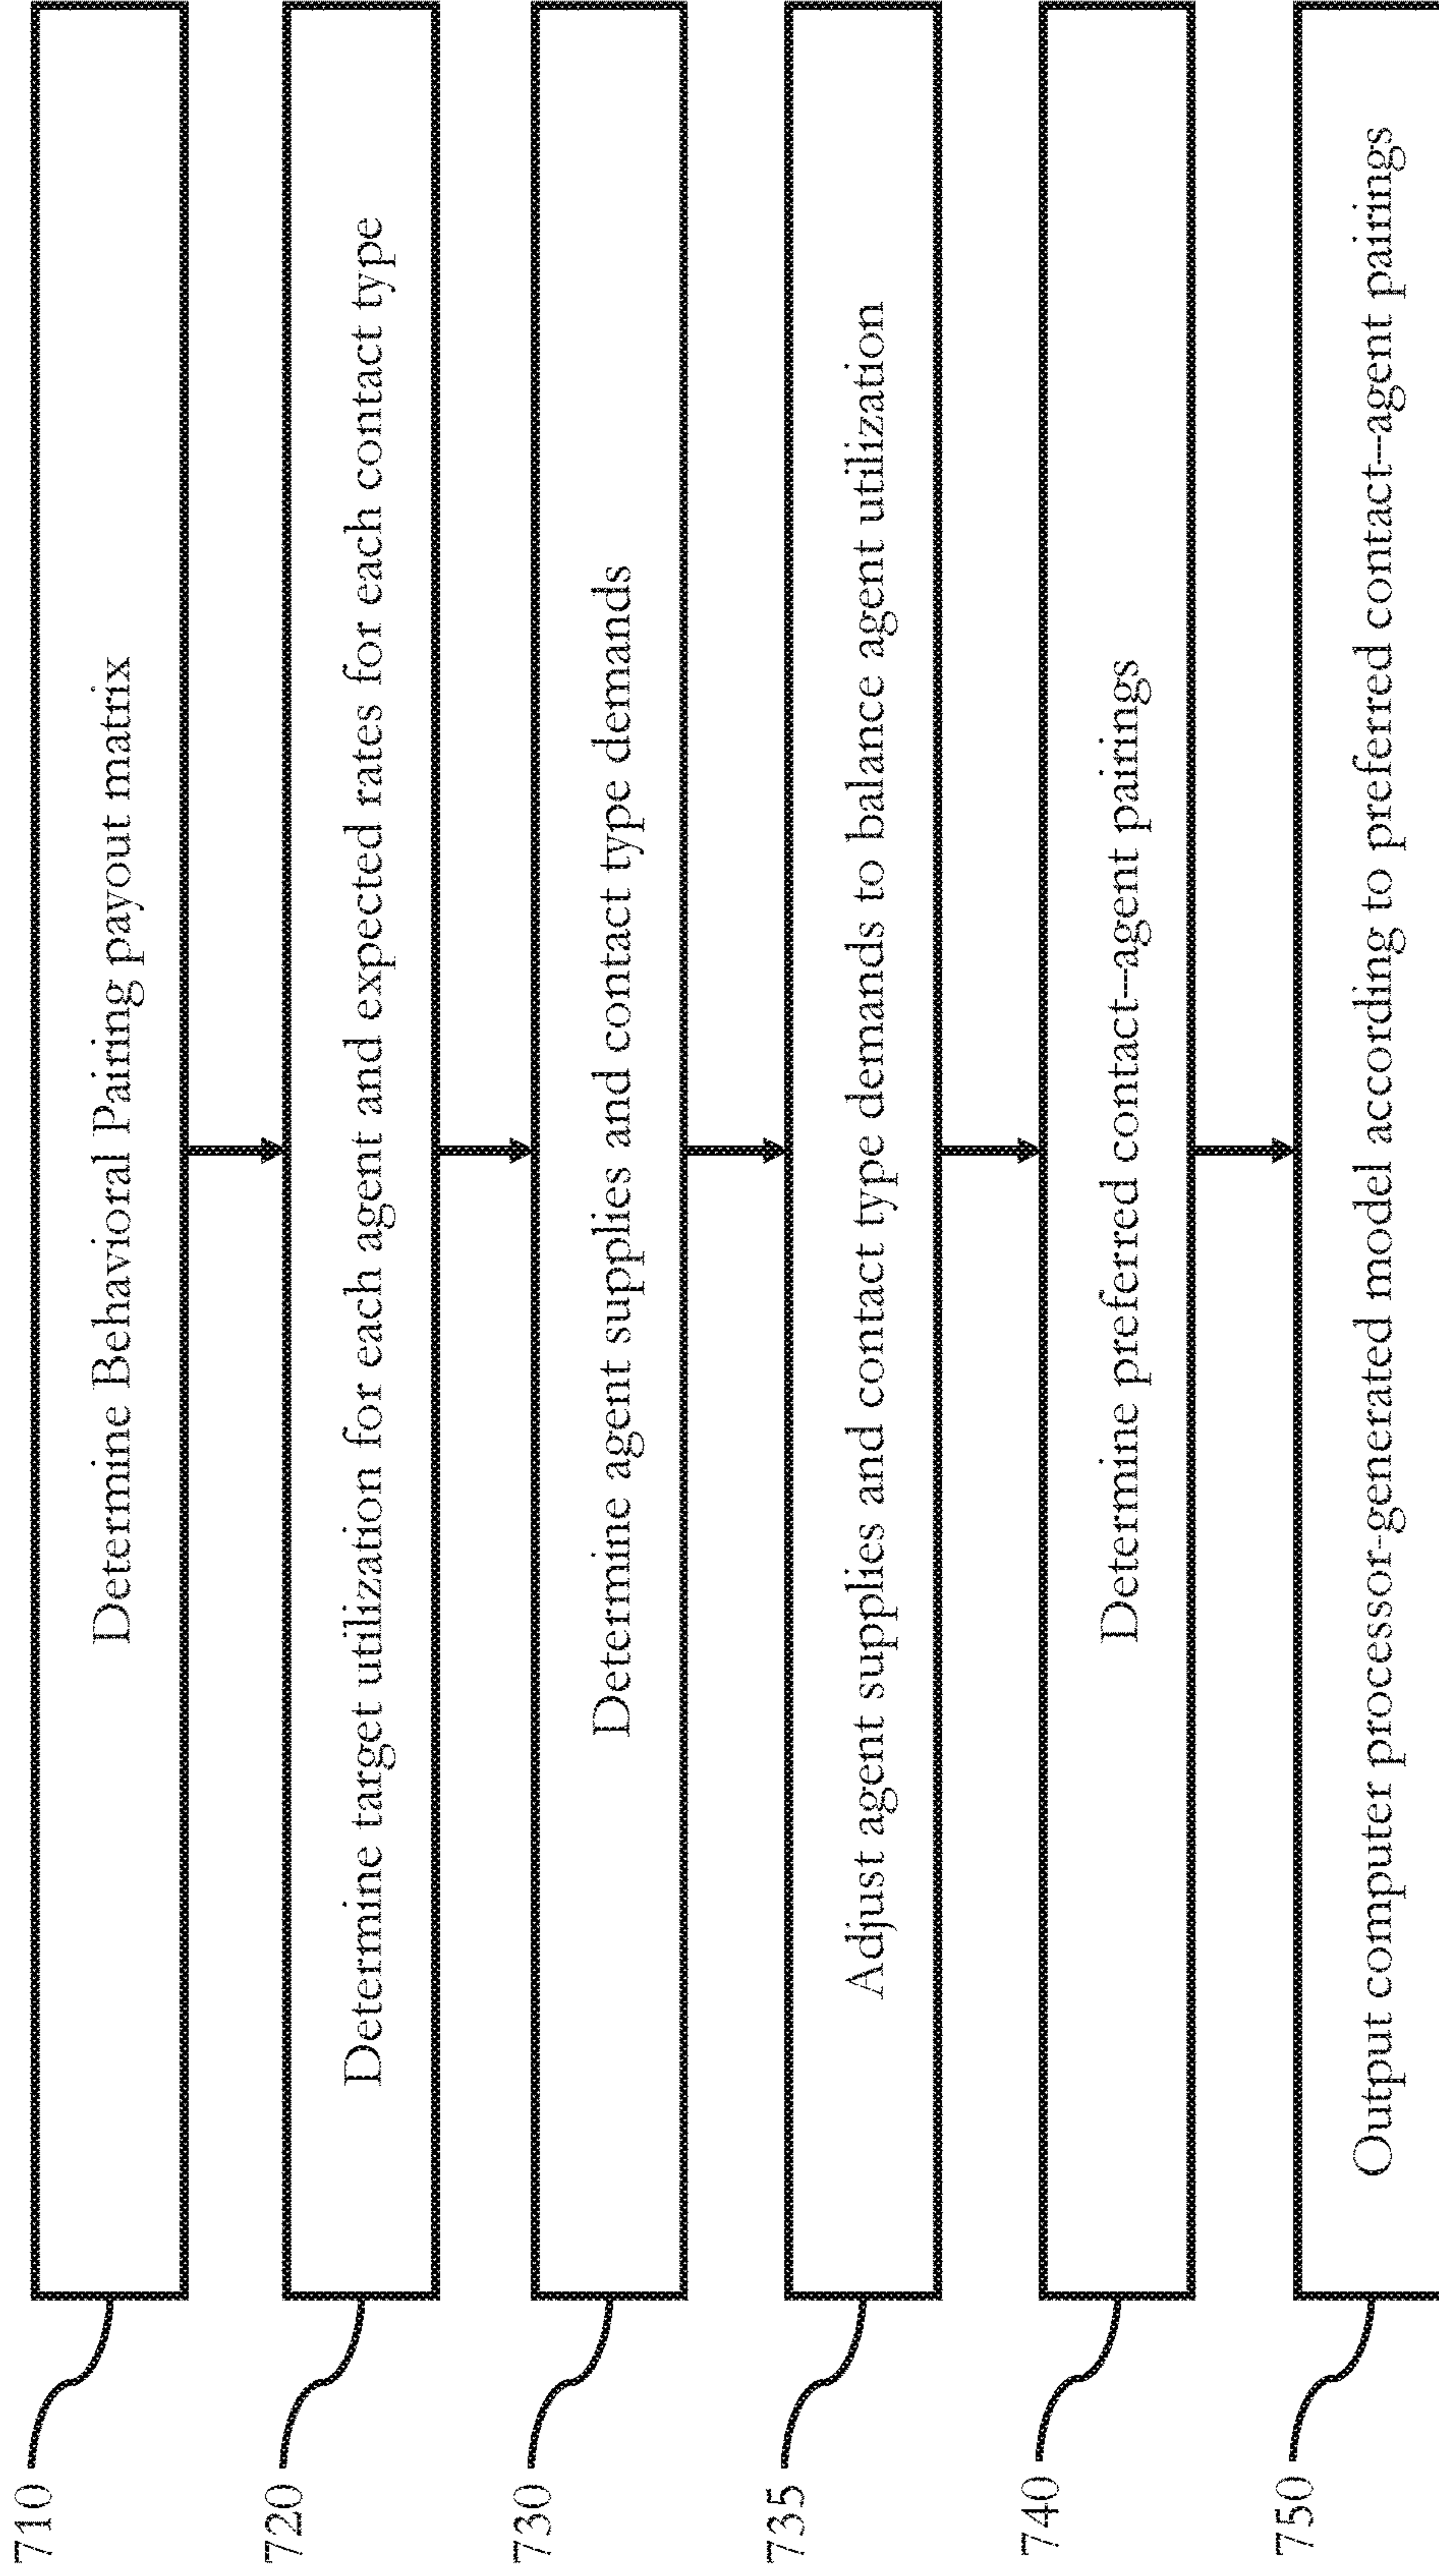 710
Determine Behavioral Pairing payout matrix
720
Determine target utilization for each agent and expected rates for each contact type
730
Determine agent supplies and contact type demands
735
Adjust agent supplies and contact type demands to balance agent utilization
740
Determine preferred contact--agent pairings
750
Output computer processor-generated model according to preferred contact--agent pairings